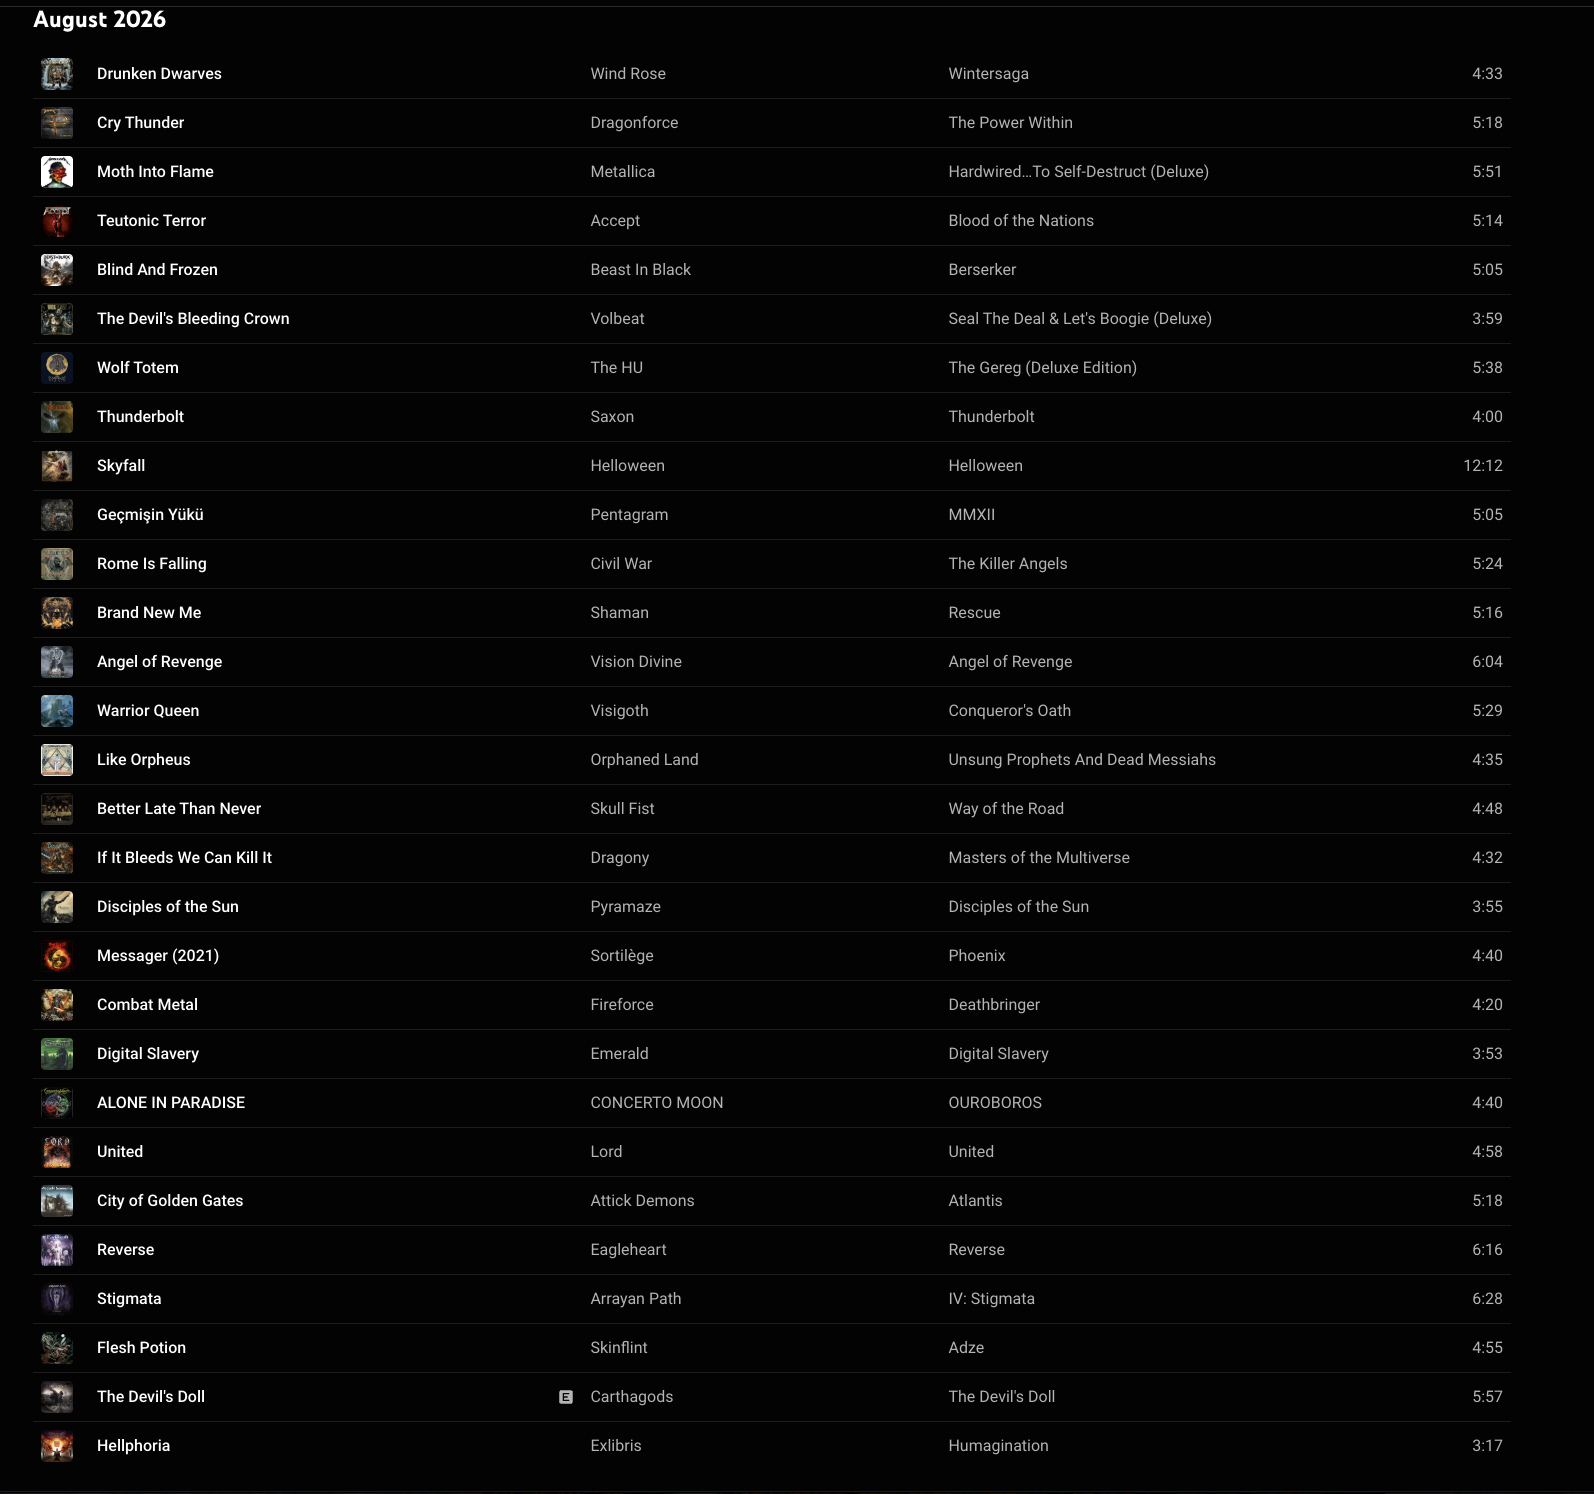 August 2026
Drunken Dwarves Wind Rose Wintersaga 4:33
Cry Thunder Dragonforce The Power Within 5:18
Moth Into Flame Metallica Hardwired...To Self-Destruct (Deluxe) 5:51
Teutonic Terror Accept Blood of the Nations 5:14
Blind And Frozen Beast In Black Berserker 5:05
The Devil's Bleeding Crown Volbeat Seal The Deal & Let's Boogie (Deluxe) 3:59
Wolf Totem The HU The Gereg (Deluxe Edition) 5:38
Thunderbolt Saxon Thunderbolt 4:00
Skyfall Helloween Helloween 12:12
Geçmişin Yükü Pentagram MMXII 5:05
Rome Is Falling Civil War The Killer Angels 5:24
Brand New Me Shaman Rescue 5:16
Angel of Revenge Vision Divine Angel of Revenge 6:04
Warrior Queen Visigoth Conqueror's Oath 5:29
Like Orpheus Orphaned Land Unsung Prophets And Dead Messiahs 4:35
Better Late Than Never Skull Fist Way of the Road 4:48
If It Bleeds We Can Kill It Dragony Masters of the Multiverse 4:32
Disciples of the Sun Pyramaze Disciples of the Sun 3:55
Messager (2021) Sortilège Phoenix 4:40
Combat Metal Fireforce Deathbringer 4:20
Digital Slavery Emerald Digital Slavery 3:53
ALONE IN PARADISE CONCERTO MOON OUROBOROS 4:40
United Lord United 4:58
City of Golden Gates Attick Demons Atlantis 5:18
Reverse Eagleheart Reverse 6:16
Stigmata Arrayan Path IV: Stigmata 6:28
Flesh Potion Skinflint Adze 4:55
The Devil's Doll E Carthagods The Devil's Doll 5:57
Hellphoria Exlibris Humagination 3:17